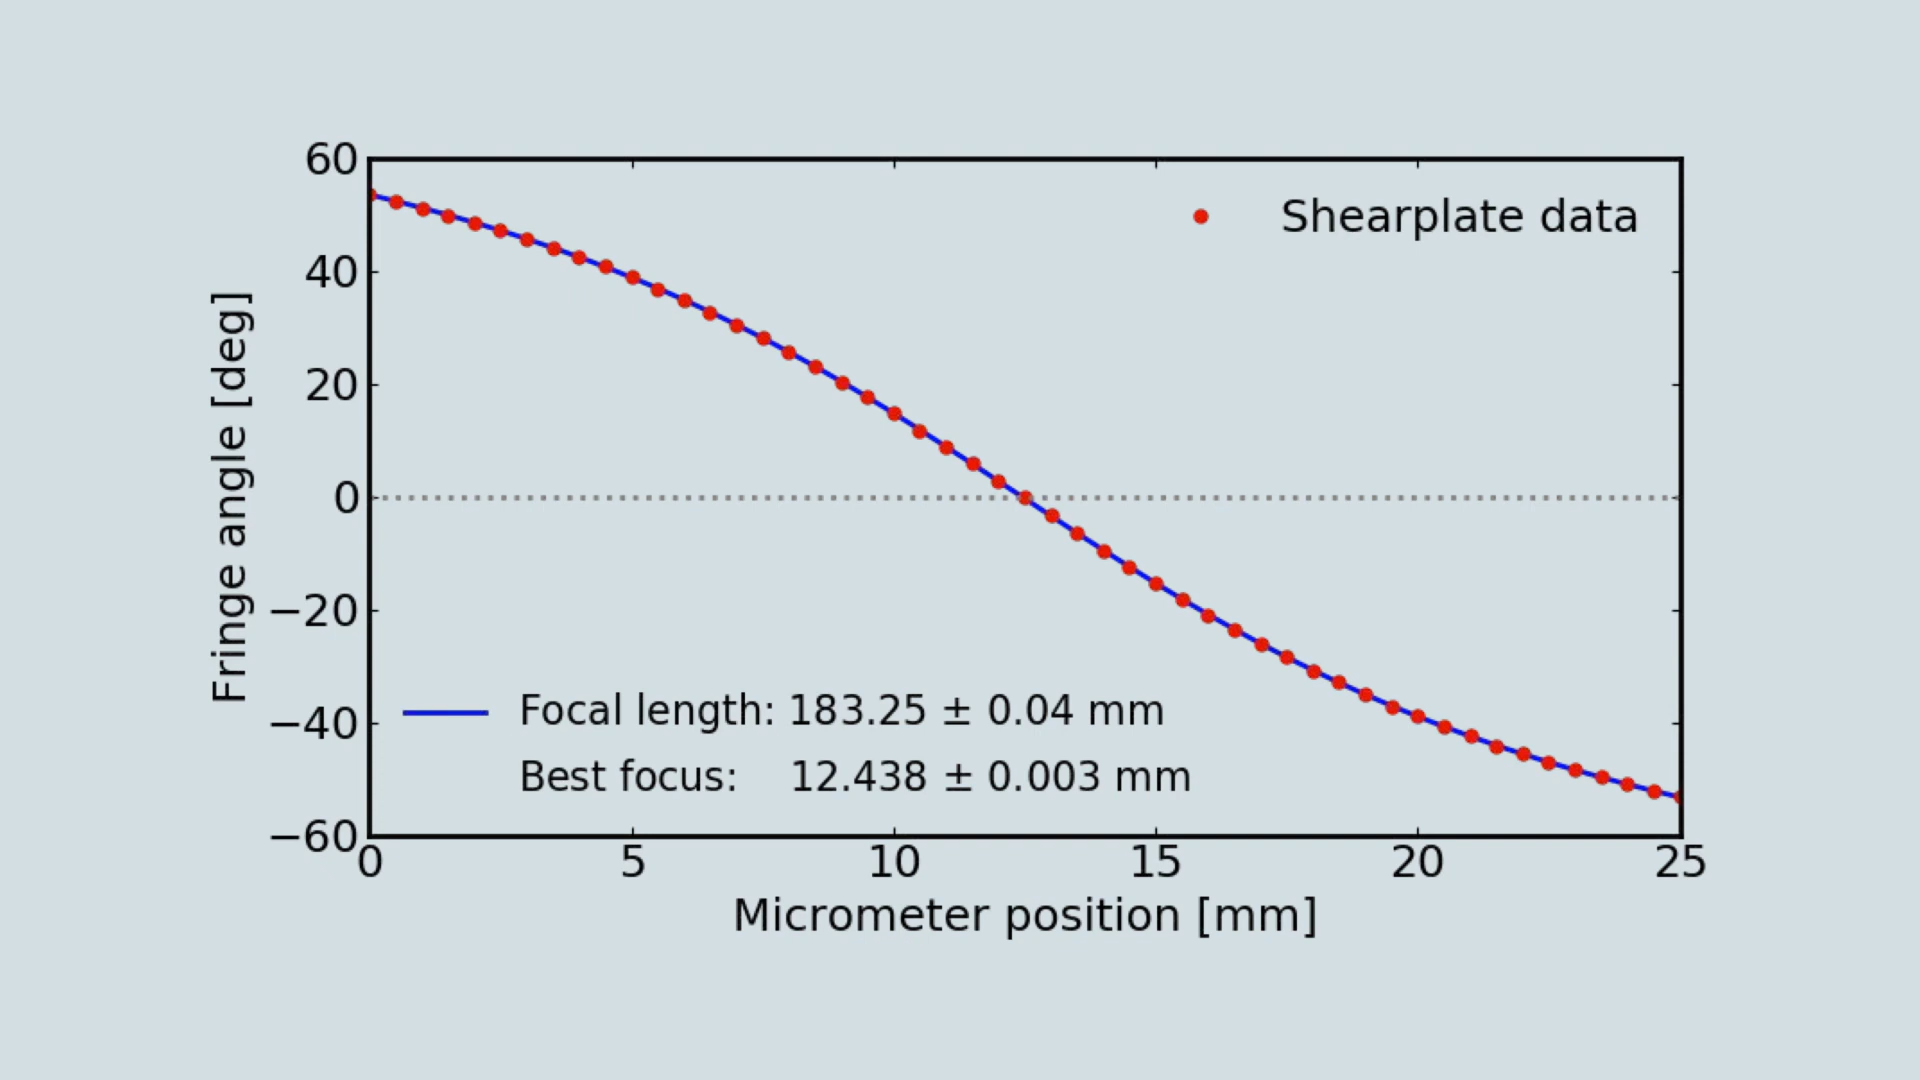 60
40
20
0
−20
−40
−60
Fringe angle [deg]
Shearplate data
Focal length: 183.25 ± 0.04 mm
Best focus: 12.438 ± 0.003 mm
0 5 10 15 20 25
Micrometer position [mm]